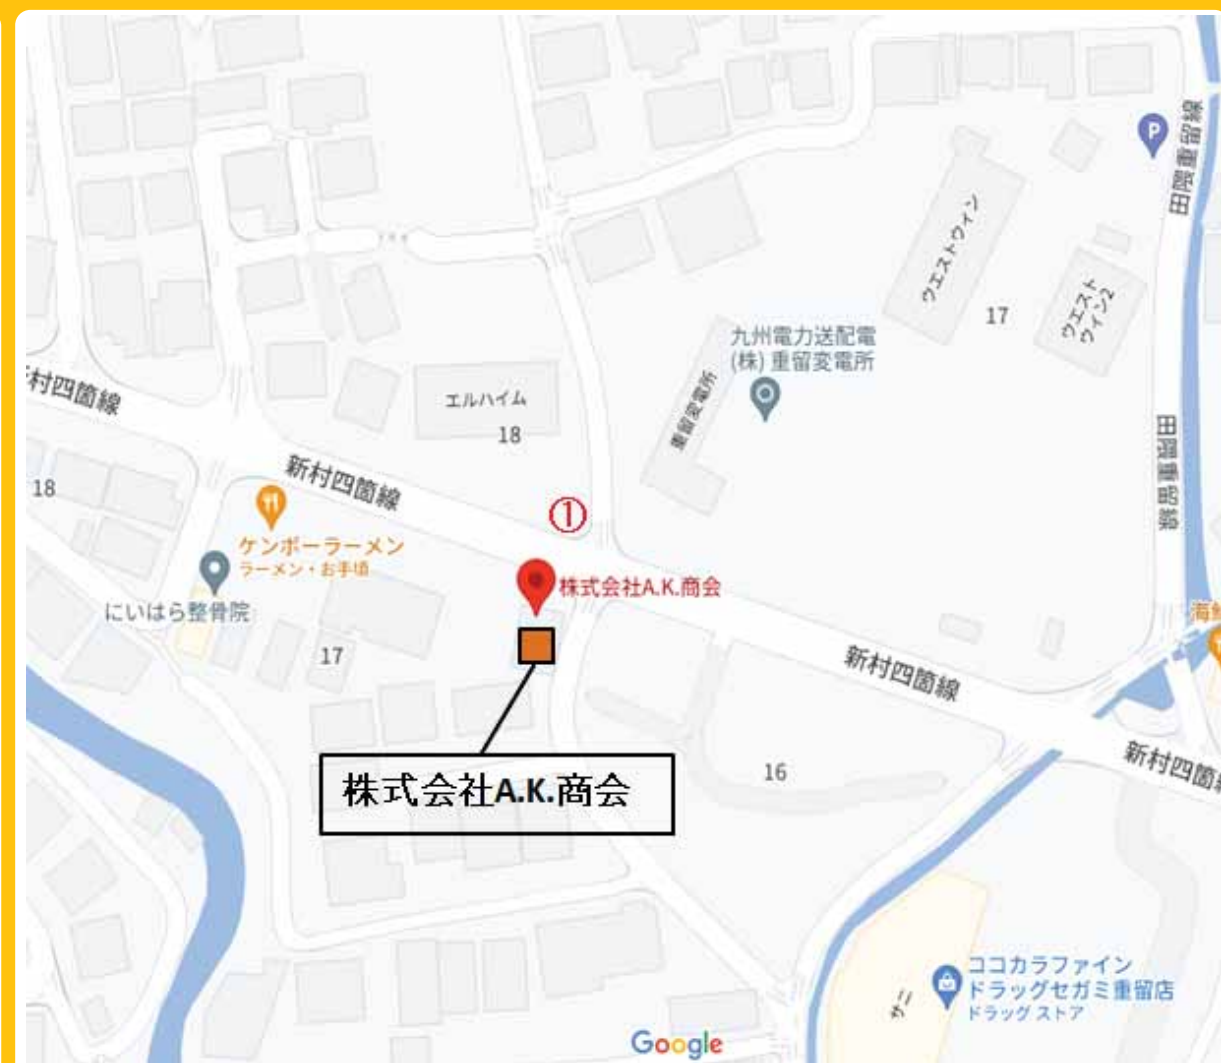 田隈重留線
P
ウエストウィン
ウエスト
ウィン2
17
九州電力送配電
(株) 重留変電所
重留変電所
村四箇線
エルハイム
18
田隈重留線
新村四箇線
18
①
ケンボーラーメン
ラーメン・お手頃
株式会社A.K.商会
にいはら整骨院
海鮮
17
新村四箇線
株式会社A.K.商会
16
新村四箇線
ココカラファイン
ドラッグセガミ重留店
ドラッグ ストア
サニ
Google